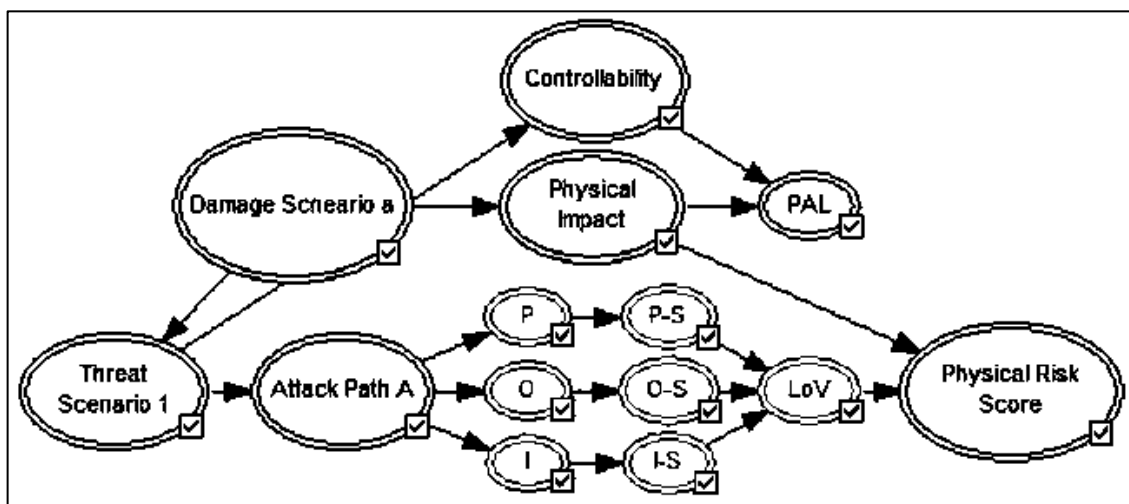 Controllability
Damage Scneario a
Physical
Impact
PAL
P
P-S
Threat
Scenario 1
Attack Path A
O
O-S
LoV
Physical Risk
Score
I
I-S